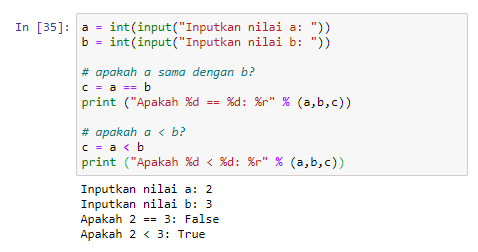 In [35]: a = int(input("Inputkan nilai a: "))
b = int(input("Inputkan nilai b: "))
# apakah a sama dengan b?
c = a == b
print ("Apakah %d == %d: %r" % (a,b,c))
# apakah a < b?
c = a < b
print ("Apakah %d < %d: %r" % (a,b,c))
Inputkan nilai a: 2
Inputkan nilai b: 3
Apakah 2 == 3: False
Apakah 2 < 3: True